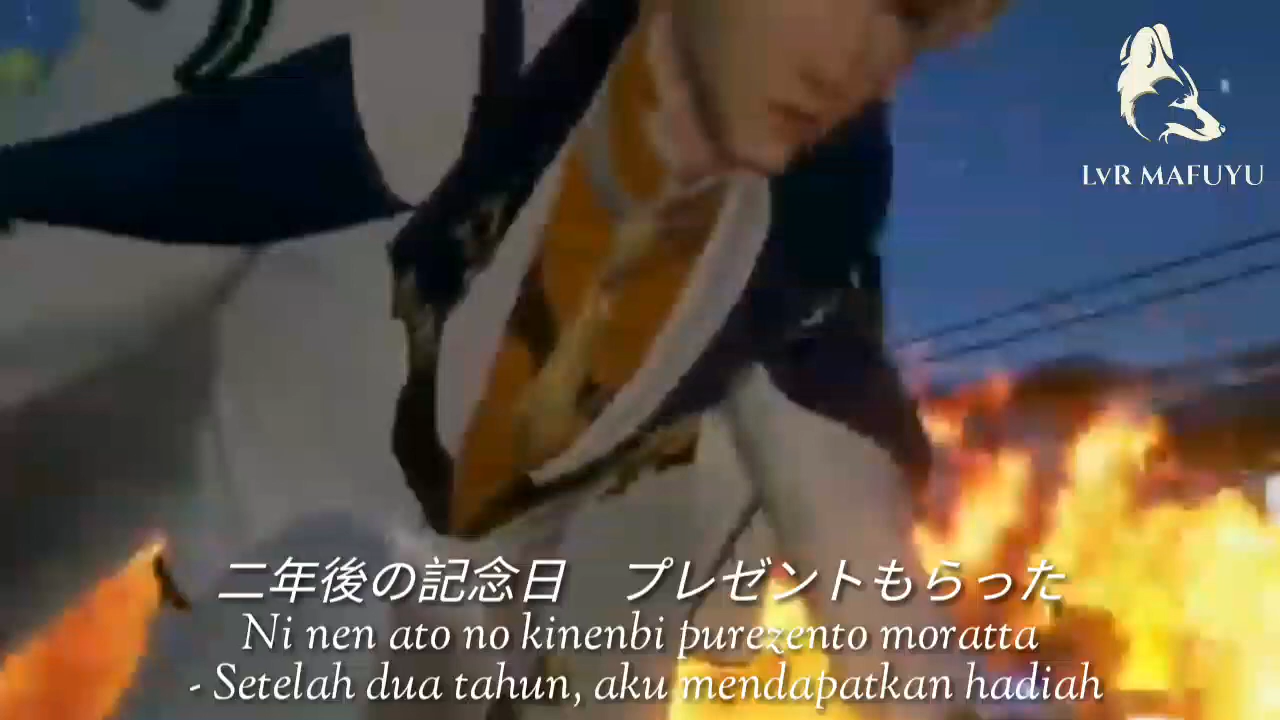 LvR MAFUYU
二年後の記念日　プレゼントもらった
Ni nen ato no kinenbi purezento moratta
- Setelah dua tahun, aku mendapatkan hadiah